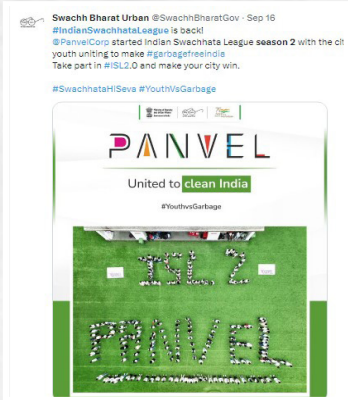 Swachh Bharat Urban @SwachhBharatGov · Sep 16
#IndianSwachhataLeague is back!
@PanvelCorp started Indian Swachhata League season 2 with the
youth uniting to make #garbagefreeindia
Take part in #ISL2.0 and make your city win.
#SwachhataHiSeva #YouthVsGarbage
PANVEL
United to clean India
#YouthvsGarbage
ISL 2
PANVEL